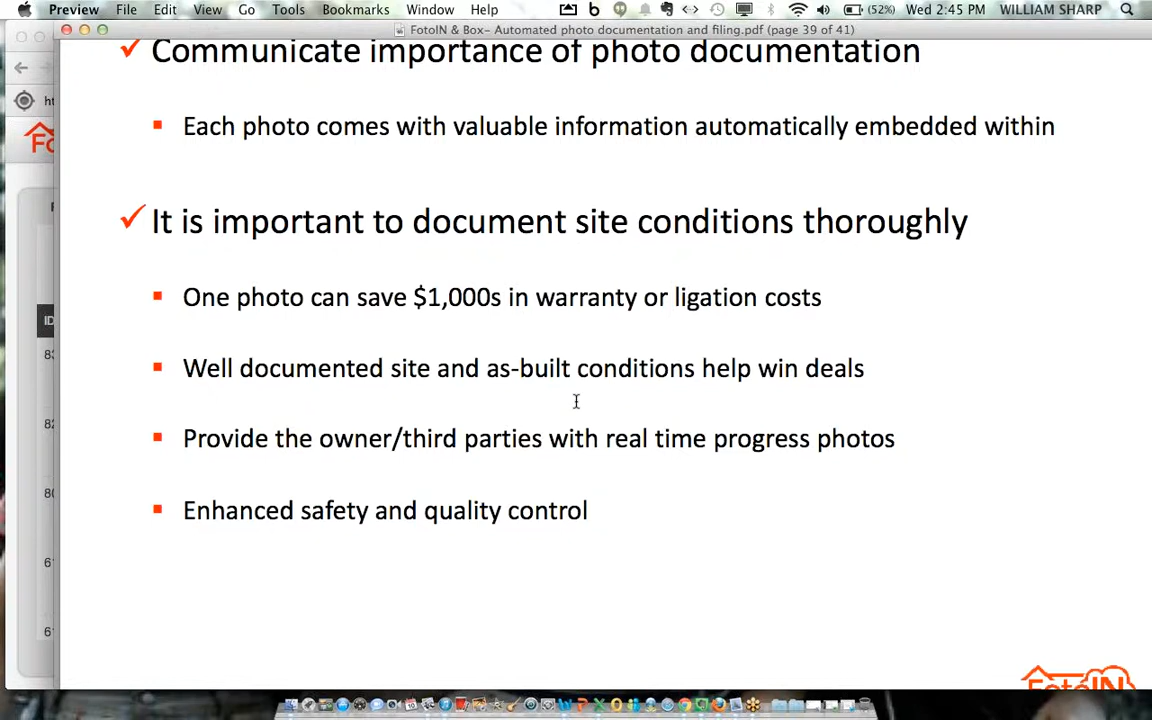 Preview File Edit View Go Tools Bookmarks Window Help (52%) Wed 2:45 PM WILLIAM SHARP
FotoIN & Box– Automated photo documentation and filing.pdf (page 39 of 41)
Communicate importance of photo documentation
Each photo comes with valuable information automatically embedded within
It is important to document site conditions thoroughly
One photo can save $1,000s in warranty or ligation costs
Well documented site and as-built conditions help win deals
Provide the owner/third parties with real time progress photos
Enhanced safety and quality control
ht
Fo
ID
FotoIN